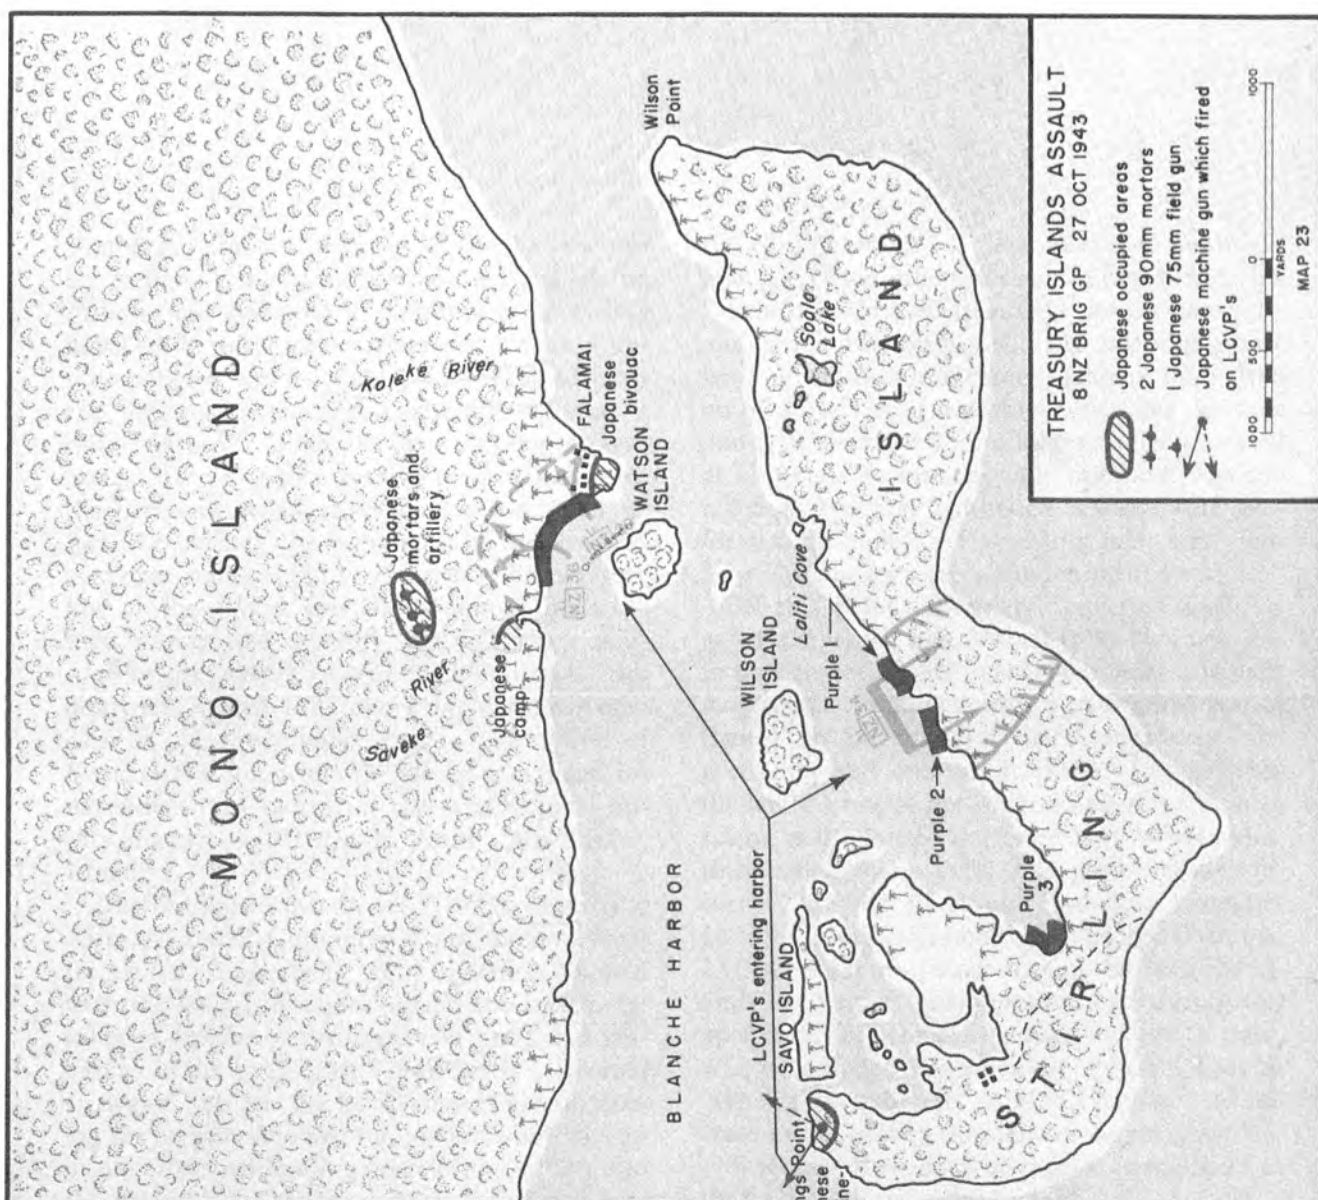 TREASURY ISLANDS ASSAULT
8 NZ BRIG GP 27 OCT 1943
Japanese occupied areas
2 Japanese 90mm mortars
1 Japanese 75mm field gun
Japanese machine gun which fired
on LCVP's
1000 500 0 1000
YARDS
MAP 23
MONO ISLAND
Koleke River
Saveke River
Japanese
mortars and
artillery
FALAMAI
Japanese
bivouac
Japanese
camp
WATSON
ISLAND
NZ 36
Wilson
Point
Soala
Lake
STIRLING ISLAND
Laliti Cove
Purple 1
WILSON
ISLAND
Purple 2
Purple
3
BLANCHE HARBOR
LCVP's entering harbor
SAVO ISLAND
Point